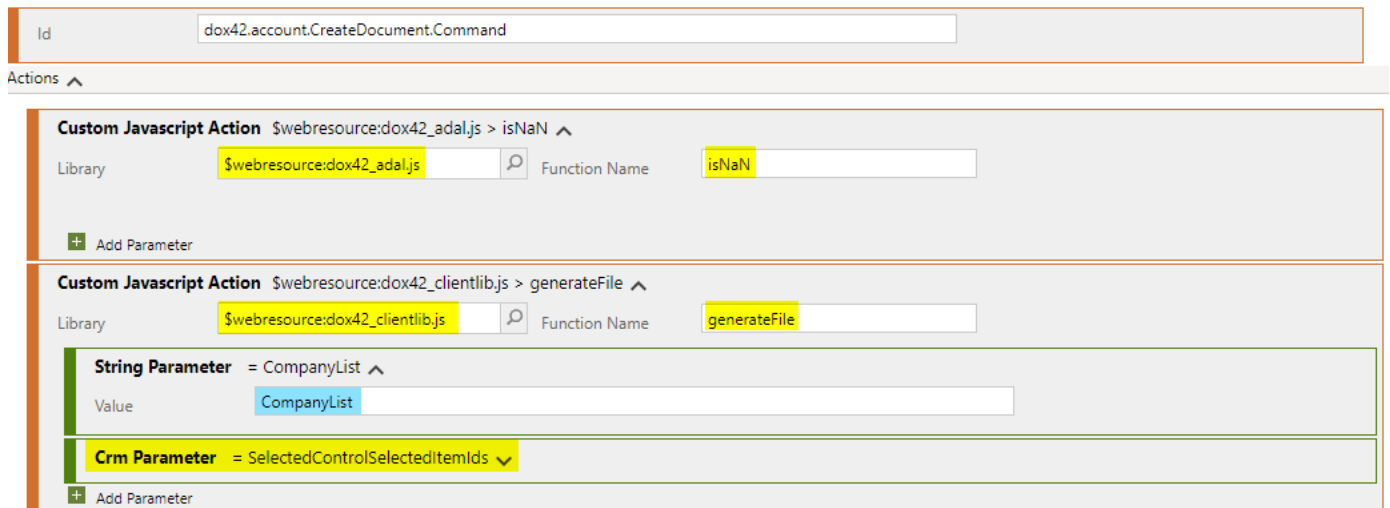 Id dox42.account.CreateDocument.Command
Actions
Custom Javascript Action $webresource:dox42_adal.js > isNaN
Library $webresource:dox42_adal.js Function Name isNaN
Add Parameter
Custom Javascript Action $webresource:dox42_clientlib.js > generateFile
Library $webresource:dox42_clientlib.js Function Name generateFile
String Parameter = CompanyList
Value CompanyList
Crm Parameter = SelectedControlSelectedItemIds
Add Parameter